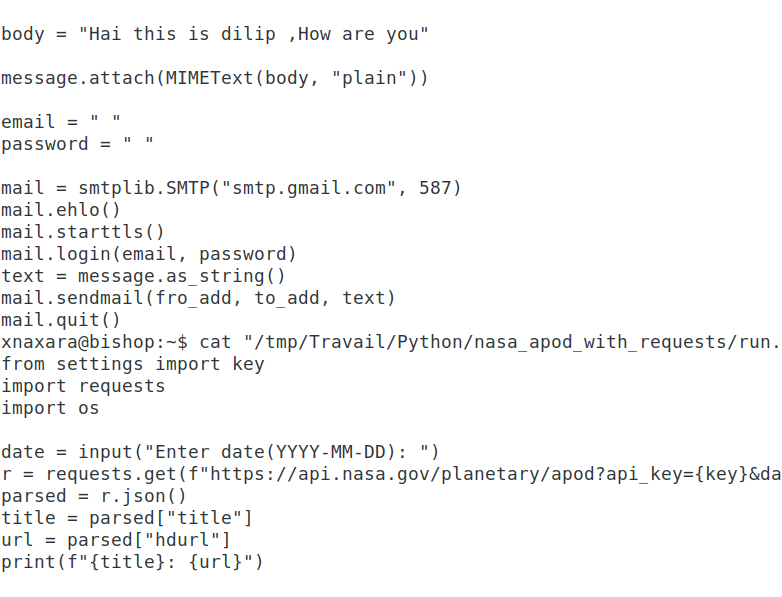 body = "Hai this is dilip ,How are you"
message.attach(MIMEText(body, "plain"))
email = " "
password = " "
mail = smtplib.SMTP("smtp.gmail.com", 587)
mail.ehlo()
mail.starttls()
mail.login(email, password)
text = message.as_string()
mail.sendmail(fro_add, to_add, text)
mail.quit()
xnaxara@bishop:~$ cat "/tmp/Travail/Python/nasa_apod_with_requests/run.
from settings import key
import requests
import os
date = input("Enter date(YYYY-MM-DD): ")
r = requests.get(f"https://api.nasa.gov/planetary/apod?api_key={key}&da
parsed = r.json()
title = parsed["title"]
url = parsed["hdurl"]
print(f"{title}: {url}")